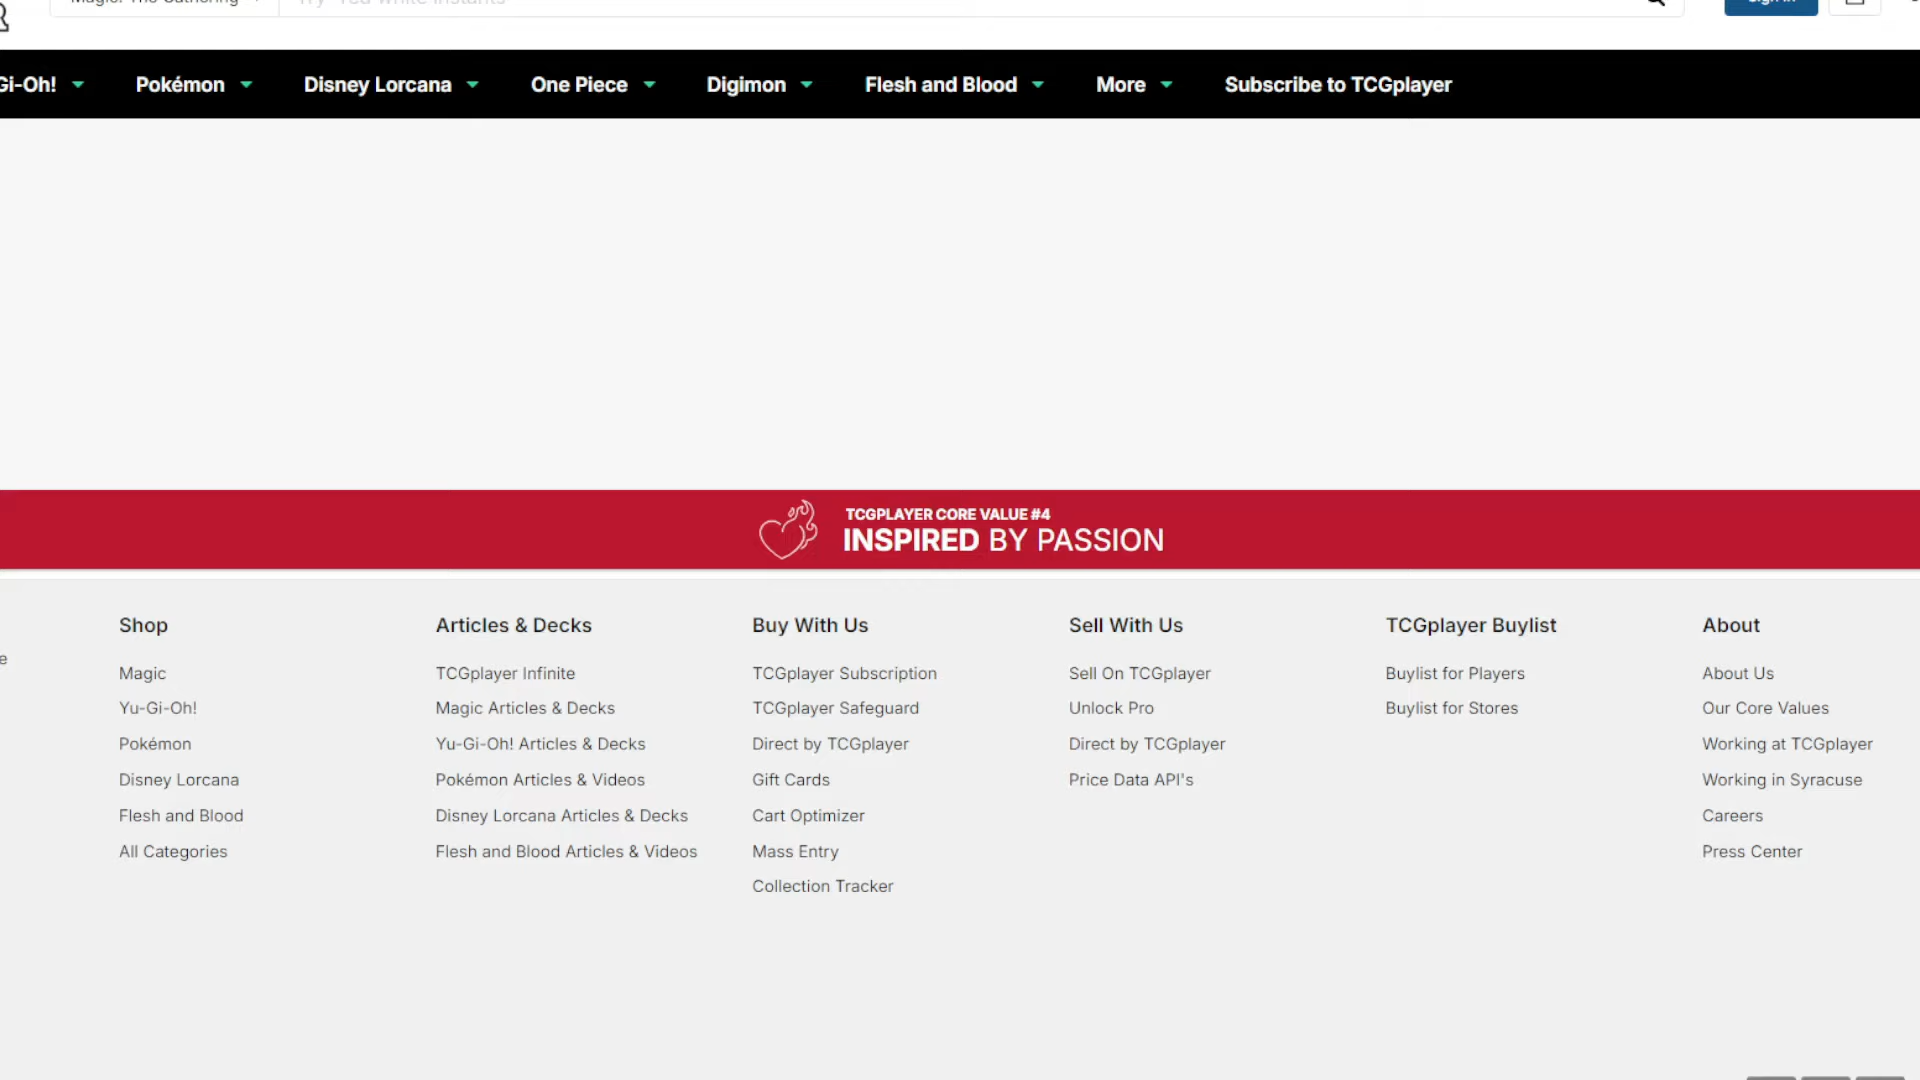 Magic: The Gathering
Sign In
Gi-Oh!
Pokémon
Disney Lorcana
One Piece
Digimon
Flesh and Blood
More
Subscribe to TCGplayer
TCGPLAYER CORE VALUE #4
INSPIRED BY PASSION
Shop
Magic
Yu-Gi-Oh!
Pokémon
Disney Lorcana
Flesh and Blood
All Categories
Articles & Decks
TCGplayer Infinite
Magic Articles & Decks
Yu-Gi-Oh! Articles & Decks
Pokémon Articles & Videos
Disney Lorcana Articles & Decks
Flesh and Blood Articles & Videos
Buy With Us
TCGplayer Subscription
TCGplayer Safeguard
Direct by TCGplayer
Gift Cards
Cart Optimizer
Mass Entry
Collection Tracker
Sell With Us
Sell On TCGplayer
Unlock Pro
Direct by TCGplayer
Price Data API's
TCGplayer Buylist
Buylist for Players
Buylist for Stores
About
About Us
Our Core Values
Working at TCGplayer
Working in Syracuse
Careers
Press Center